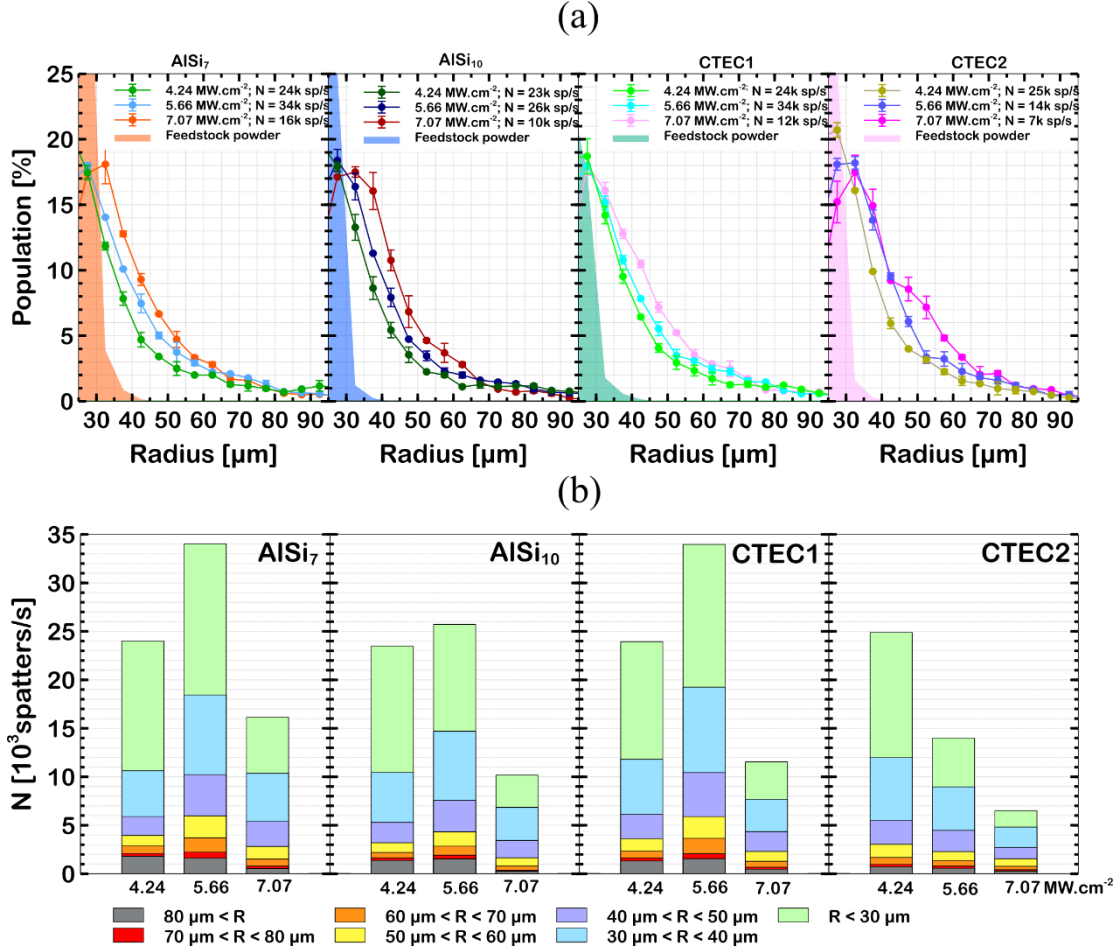 (a)
AlSi₇ AlSi₁₀ CTEC1 CTEC2
4.24 MW.cm⁻²; N = 24k sp/s
5.66 MW.cm⁻²; N = 34k sp/s
7.07 MW.cm⁻²; N = 16k sp/s
Feedstock powder
4.24 MW.cm⁻²; N = 23k sp/s
5.66 MW.cm⁻²; N = 26k sp/s
7.07 MW.cm⁻²; N = 10k sp/s
Feedstock powder
4.24 MW.cm⁻²; N = 24k sp/s
5.66 MW.cm⁻²; N = 34k sp/s
7.07 MW.cm⁻²; N = 12k sp/s
Feedstock powder
4.24 MW.cm⁻²; N = 25k sp/s
5.66 MW.cm⁻²; N = 14k sp/s
7.07 MW.cm⁻²; N = 7k sp/s
Feedstock powder
Population [%]
25
20
15
10
5
0
30 40 50 60 70 80 90 30 40 50 60 70 80 90 30 40 50 60 70 80 90 30 40 50 60 70 80 90
Radius [µm] Radius [µm] Radius [µm] Radius [µm]
(b)
AlSi₇ AlSi₁₀ CTEC1 CTEC2
N [10³spatters/s]
35
30
25
20
15
10
5
0
4.24 5.66 7.07 4.24 5.66 7.07 4.24 5.66 7.07 4.24 5.66 7.07 MW.cm⁻²
80 µm < R 60 µm < R < 70 µm 40 µm < R < 50 µm R < 30 µm
70 µm < R < 80 µm 50 µm < R < 60 µm 30 µm < R < 40 µm